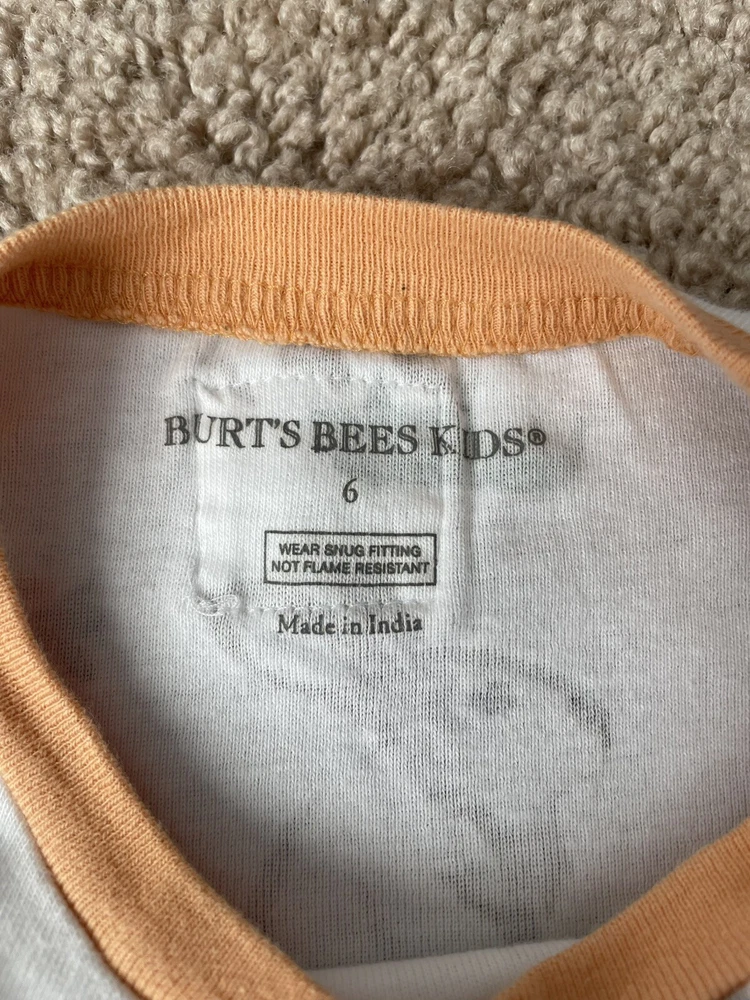 BURT'S BEES KIDS®
6
WEAR SNUG FITTING
NOT FLAME RESISTANT
Made in India